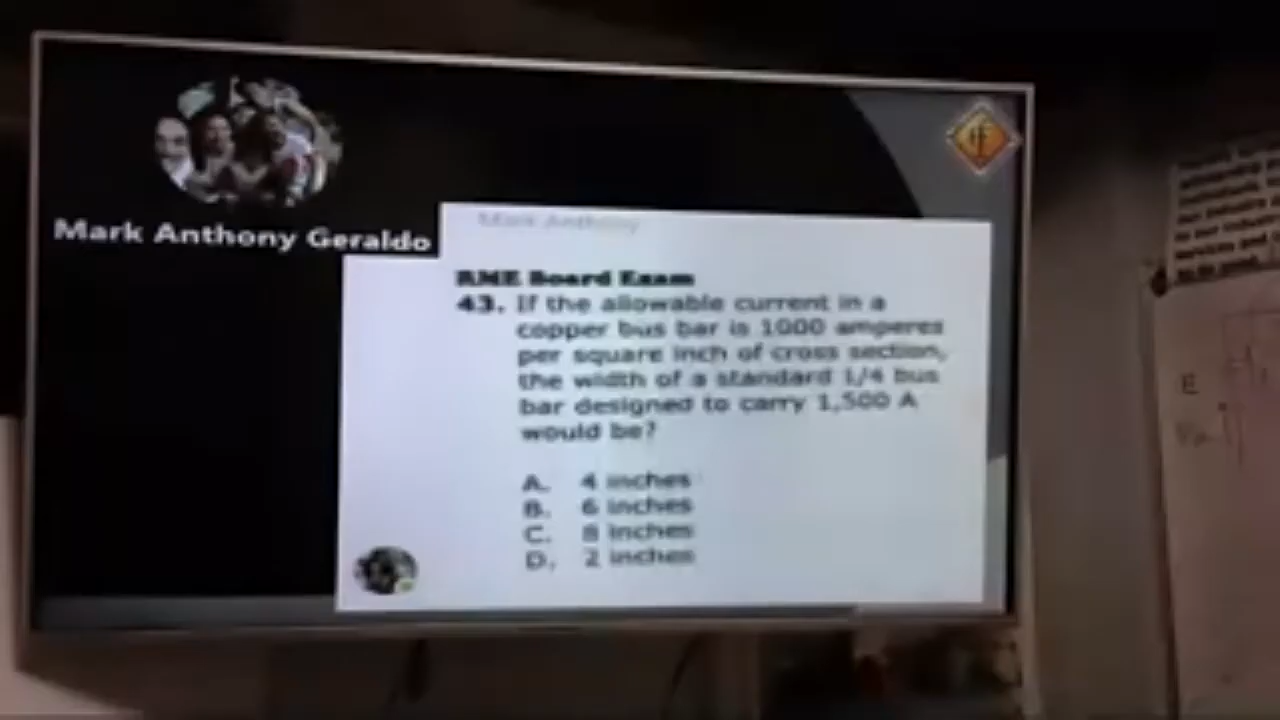 Mark Anthony Geraldo
Mark Anthony
RME Board Exam
43. If the allowable current in a
copper bus bar is 1000 amperes
per square inch of cross section,
the width of a standard 1/4 bus
bar designed to carry 1,500 A
would be?
A. 4 inches
B. 6 inches
C. 8 inches
D. 2 inches
E